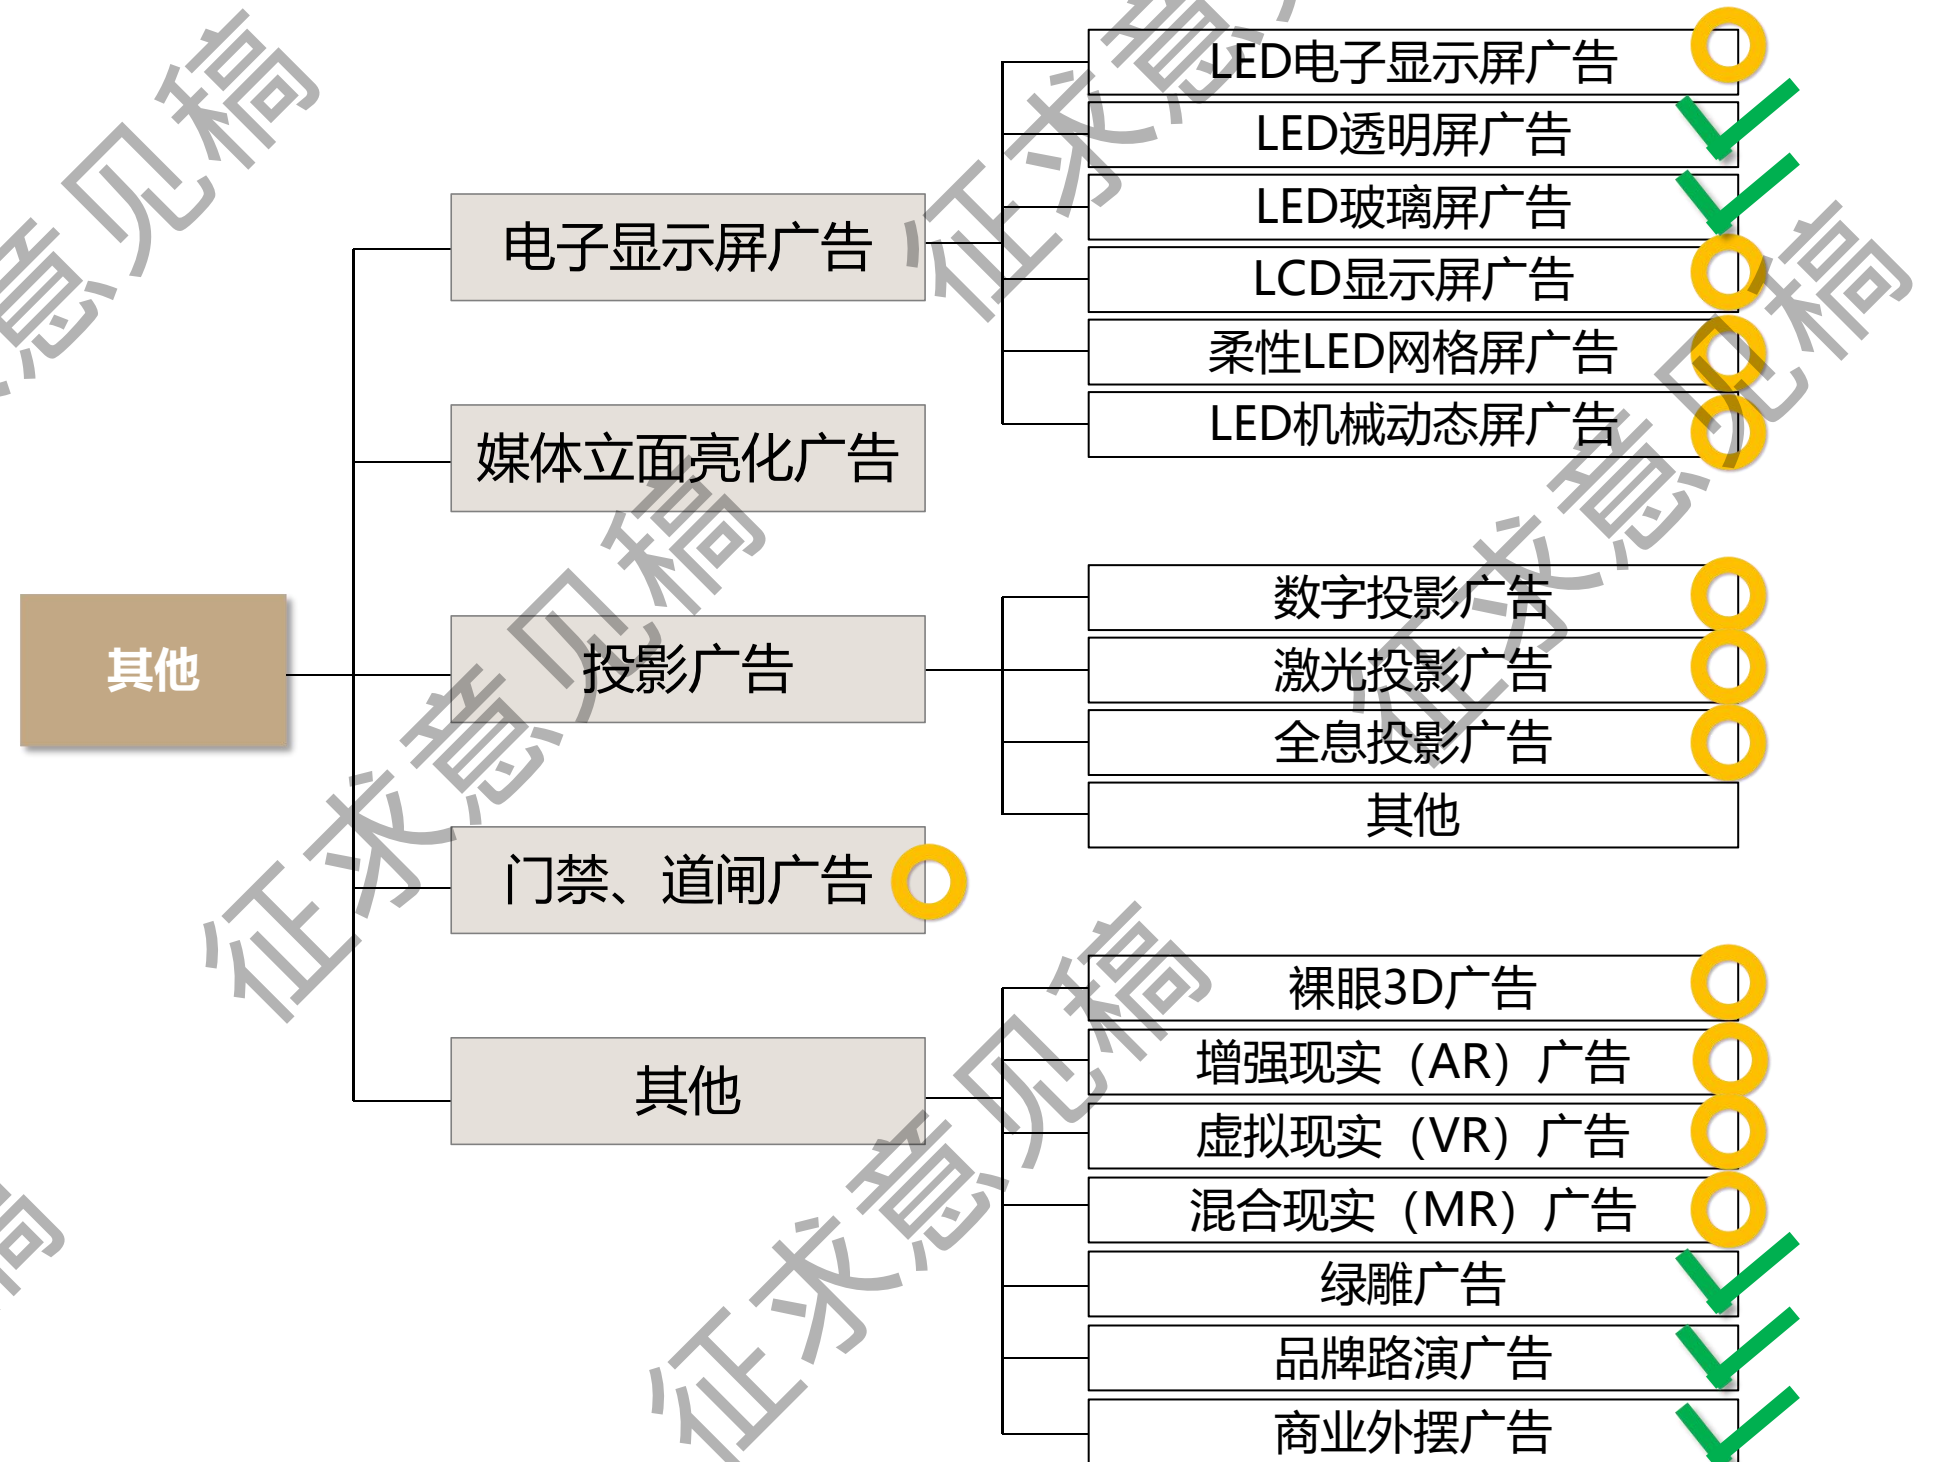 其他
电子显示屏广告
LED电子显示屏广告
LED透明屏广告
LED玻璃屏广告
LCD显示屏广告
柔性LED网格屏广告
LED机械动态屏广告
媒体立面亮化广告
投影广告
数字投影广告
激光投影广告
全息投影广告
其他
门禁、道闸广告
其他
裸眼3D广告
增强现实（AR）广告
虚拟现实（VR）广告
混合现实（MR）广告
绿雕广告
品牌路演广告
商业外摆广告
意见稿
征求意
征求意见稿
征求意见稿
征求意见稿
稿